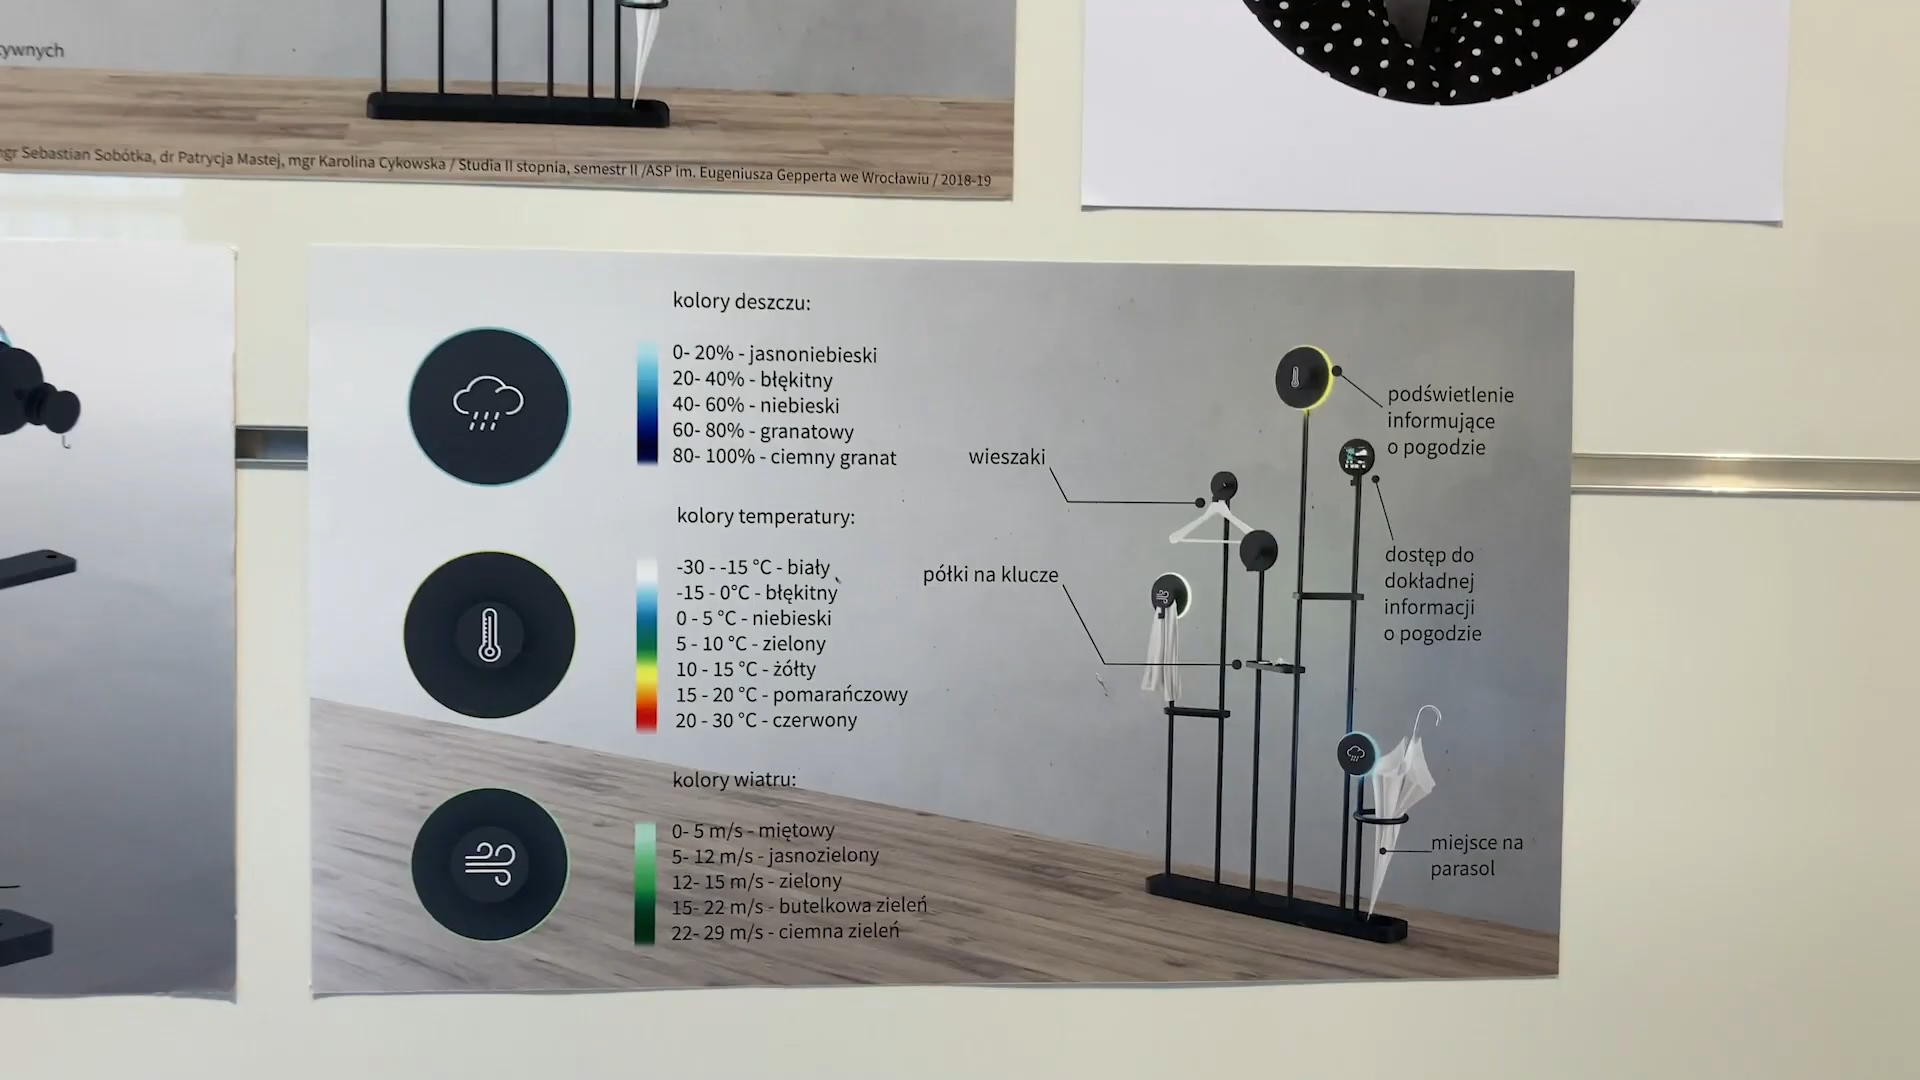 tywnych
mgr Sebastian Sobótka, dr Patrycja Mastej, mgr Karolina Cykowska / Studia II stopnia, semestr II /ASP im. Eugeniusza Gepperta we Wrocławiu / 2018-19
kolory deszczu:
0- 20% - jasnoniebieski
20- 40% - błękitny
40- 60% - niebieski
60- 80% - granatowy
80- 100% - ciemny granat
kolory temperatury:
-30 - -15 °C - biały
-15 - 0°C - błękitny
0 - 5 °C - niebieski
5 - 10 °C - zielony
10 - 15 °C - żółty
15 - 20 °C - pomarańczowy
20 - 30 °C - czerwony
kolory wiatru:
0- 5 m/s - miętowy
5- 12 m/s - jasnozielony
12- 15 m/s - zielony
15- 22 m/s - butelkowa zieleń
22- 29 m/s - ciemna zieleń
wieszaki
półki na klucze
podświetlenie
informujące
o pogodzie
dostęp do
dokładnej
informacji
o pogodzie
miejsce na
parasol